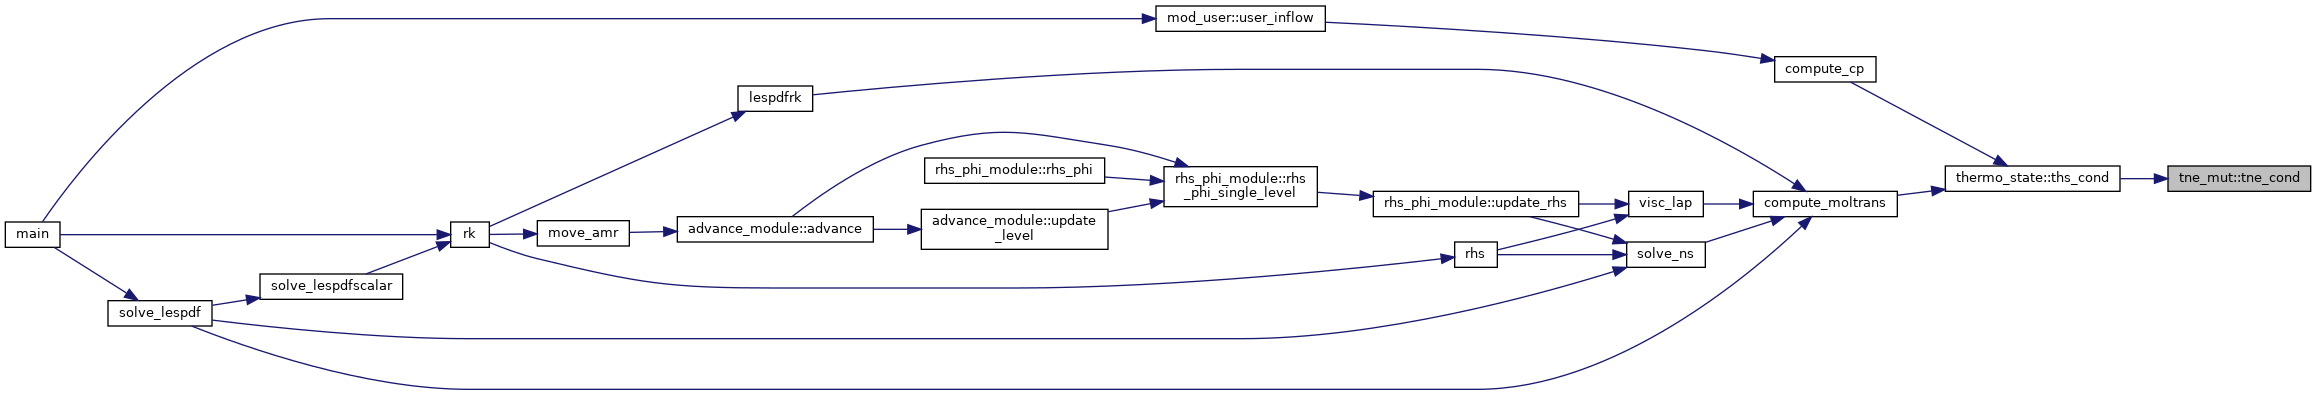 mod_user::user_inflow
compute_cp
lespdfrk
rhs_phi_module::rhs_phi
rhs_phi_module::rhs
_phi_single_level
thermo_state::ths_cond
tne_mut::tne_cond
advance_module::update
_level
rhs_phi_module::update_rhs
visc_lap
compute_moltrans
main
rk
move_amr
advance_module::advance
rhs
solve_ns
solve_lespdfscalar
solve_lespdf